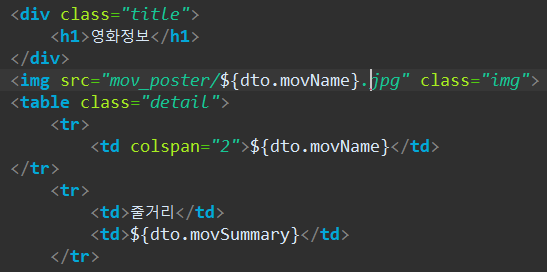 <div class="title">
<h1>영화정보</h1>
</div>
<img src="mov_poster/${dto.movName}.jpg" class="img">
<table class="detail">
<tr>
<td colspan="2">${dto.movName}</td>
</tr>
<tr>
<td>줄거리</td>
<td>${dto.movSummary}</td>
</tr>